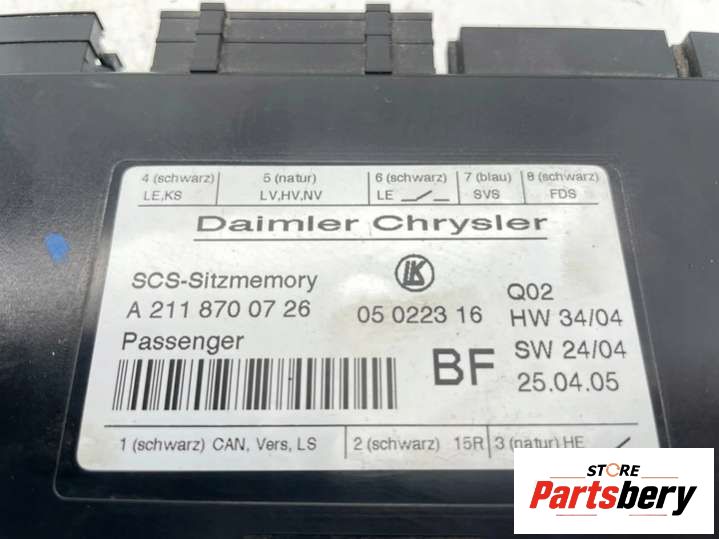 4 (schwarz) 5 (natur) 6 (schwarz) 7 (blau) 8 (schwarz)
LE,KS LV,HV,NV LE SVS FDS
Daimler Chrysler
SCS-Sitzmemory LK Q02
A 211 870 07 26 05 0223 16 HW 34/04
Passenger BF SW 24/04
25.04.05
1 (schwarz) CAN, Vers, LS 2 (schwarz) 15R 3 (natur) HE
STORE
Partsbery